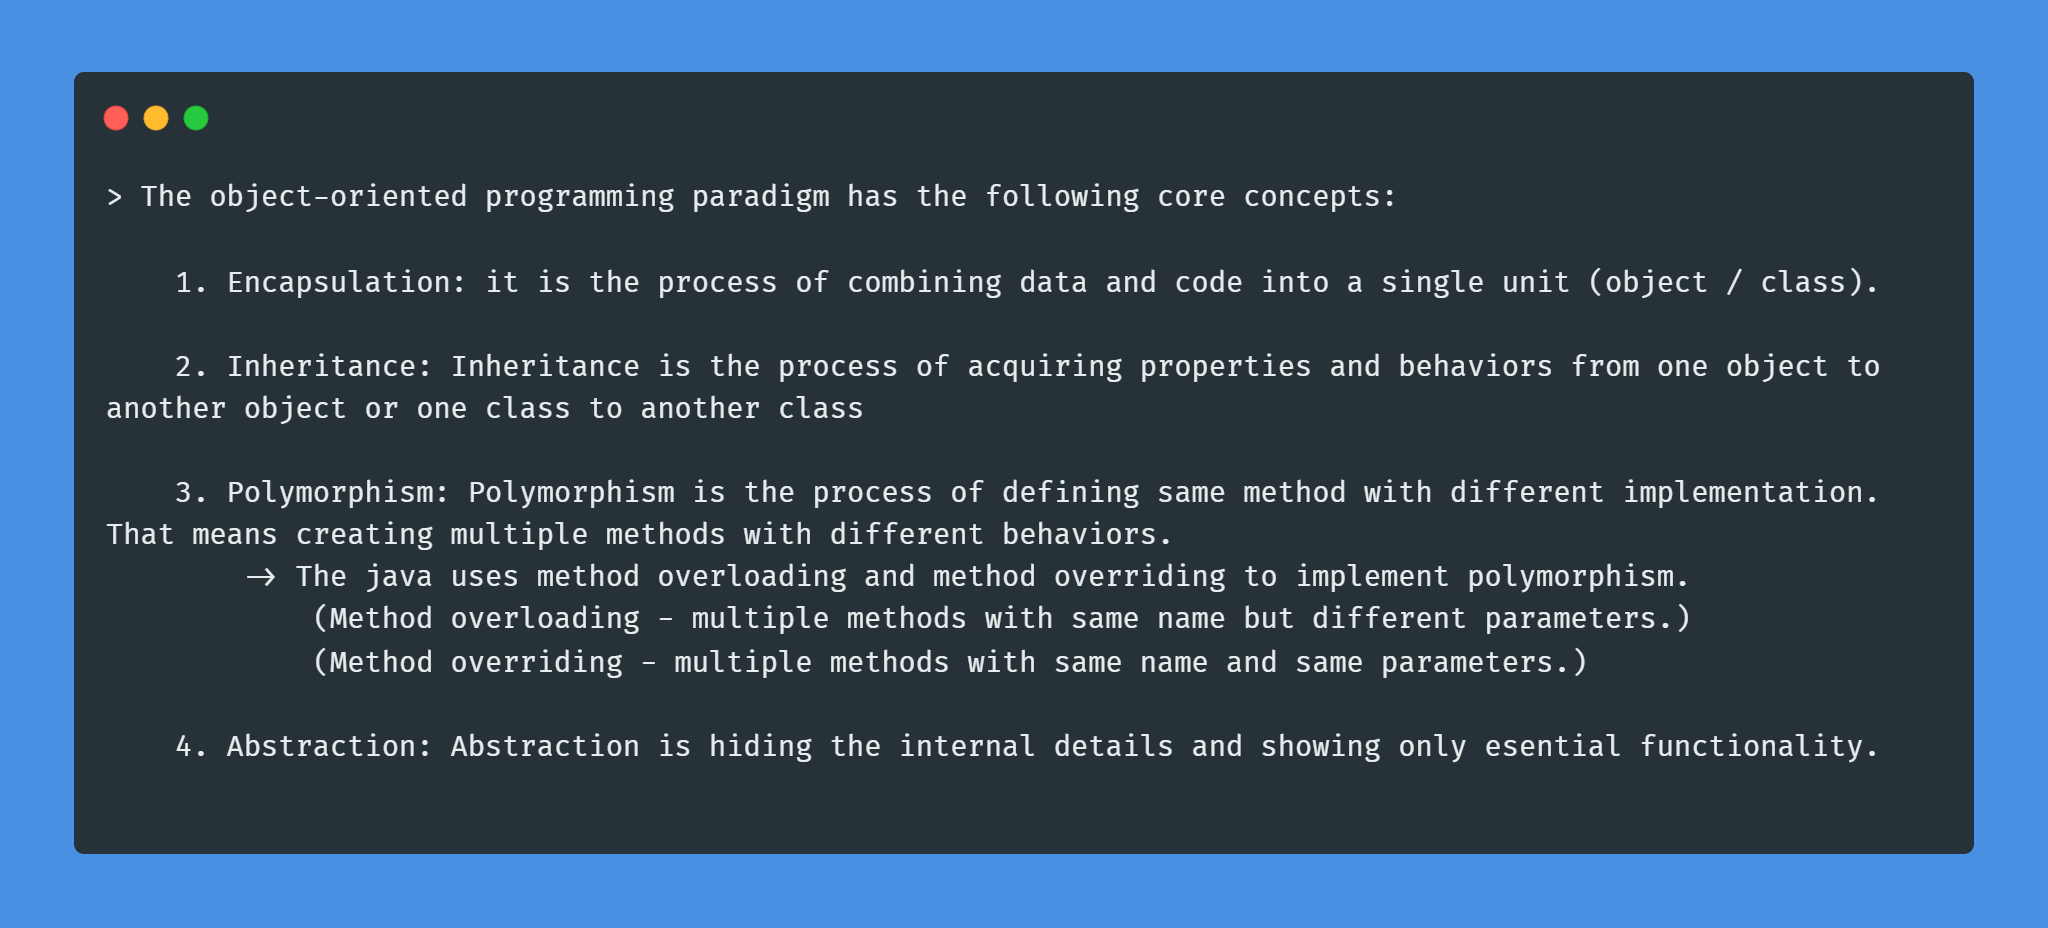 > The object-oriented programming paradigm has the following core concepts:
1. Encapsulation: it is the process of combining data and code into a single unit (object / class).
2. Inheritance: Inheritance is the process of acquiring properties and behaviors from one object to
another object or one class to another class
3. Polymorphism: Polymorphism is the process of defining same method with different implementation.
That means creating multiple methods with different behaviors.
-> The java uses method overloading and method overriding to implement polymorphism.
(Method overloading - multiple methods with same name but different parameters.)
(Method overriding - multiple methods with same name and same parameters.)
4. Abstraction: Abstraction is hiding the internal details and showing only esential functionality.